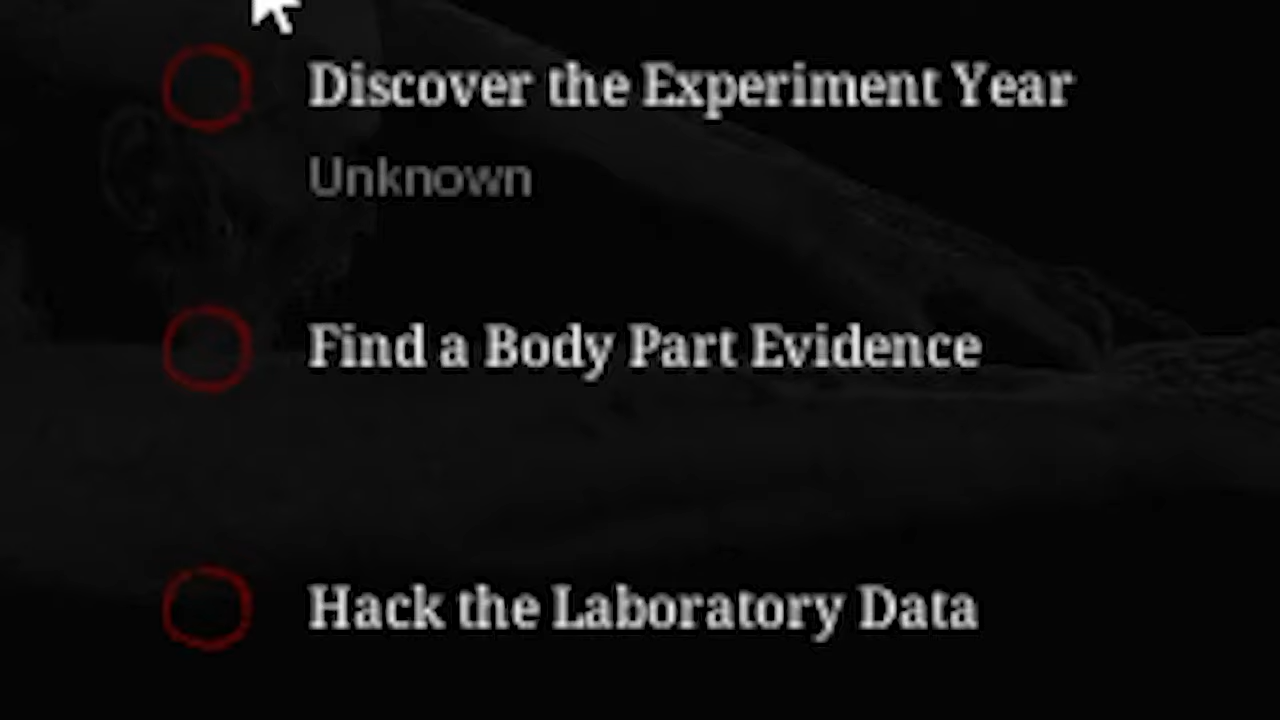 Discover the Experiment Year
Unknown
Find a Body Part Evidence
Hack the Laboratory Data